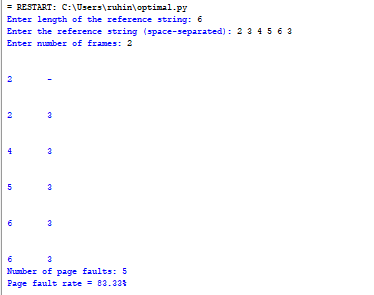 = RESTART: C:\Users\ruhin\optimal.py
Enter length of the reference string: 6
Enter the reference string (space-separated): 2 3 4 5 6 3
Enter number of frames: 2
2 -
2 3
4 3
5 3
6 3
6 3
Number of page faults: 5
Page fault rate = 83.33%